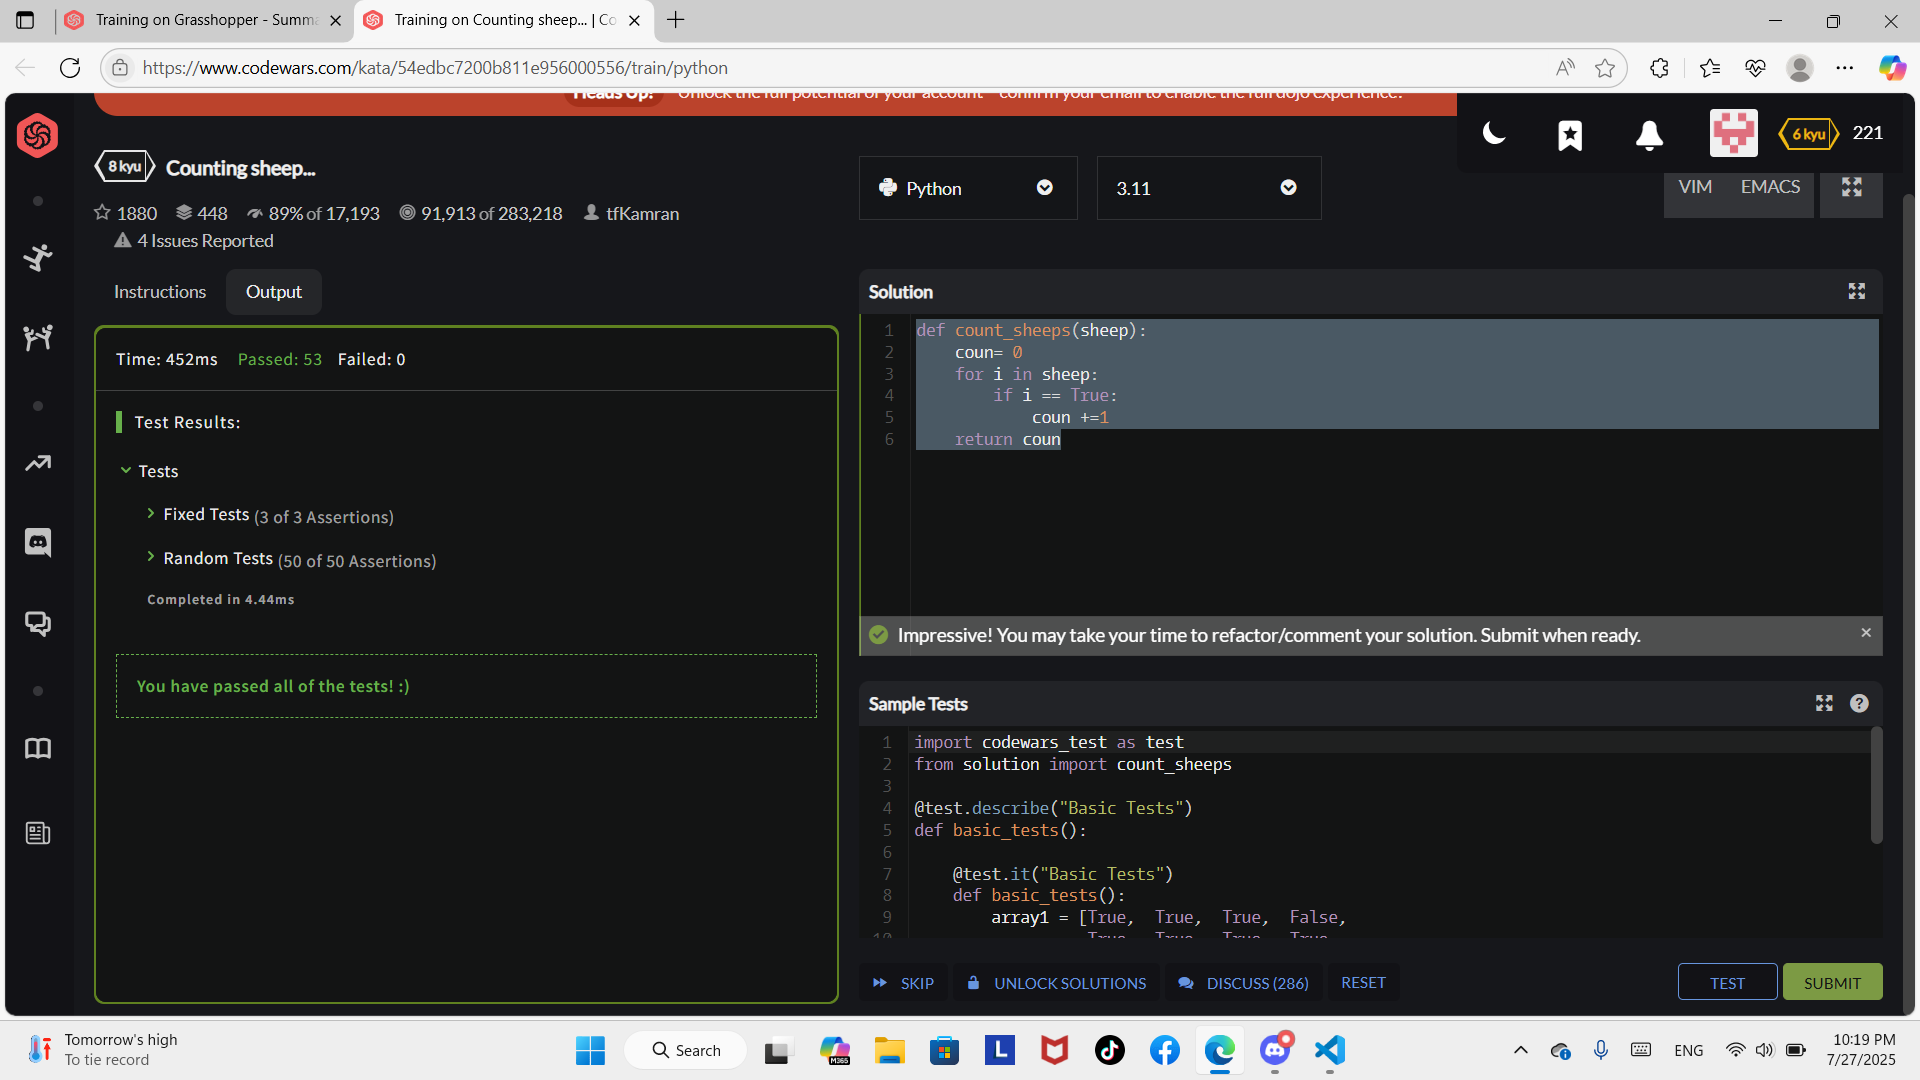 Training on Grasshopper - Summa
Training on Counting sheep... | Co
https://www.codewars.com/kata/54edbc7200b811e956000556/train/python
Heads Up! Unlock the full potential of your account - confirm your email to enable the full dojo experience.
6 kyu 221
8 kyu Counting sheep...
Python
3.11
VIM EMACS
1880 448 89% of 17,193 91,913 of 283,218 tfKamran
4 Issues Reported
Instructions
Output
Time: 452ms Passed: 53 Failed: 0
Test Results:
Tests
Fixed Tests (3 of 3 Assertions)
Random Tests (50 of 50 Assertions)
Completed in 4.44ms
You have passed all of the tests! :)
Solution
1 def count_sheeps(sheep):
2 coun= 0
3 for i in sheep:
4 if i == True:
5 coun +=1
6 return coun
Impressive! You may take your time to refactor/comment your solution. Submit when ready.
Sample Tests
1 import codewars_test as test
2 from solution import count_sheeps
3
4 @test.describe("Basic Tests")
5 def basic_tests():
6
7 @test.it("Basic Tests")
8 def basic_tests():
9 array1 = [True, True, True, False,
10 True, True, True, True
SKIP
UNLOCK SOLUTIONS
DISCUSS (286)
RESET
TEST
SUBMIT
Tomorrow's high
To tie record
Search
M365
L
ENG
10:19 PM
7/27/2025